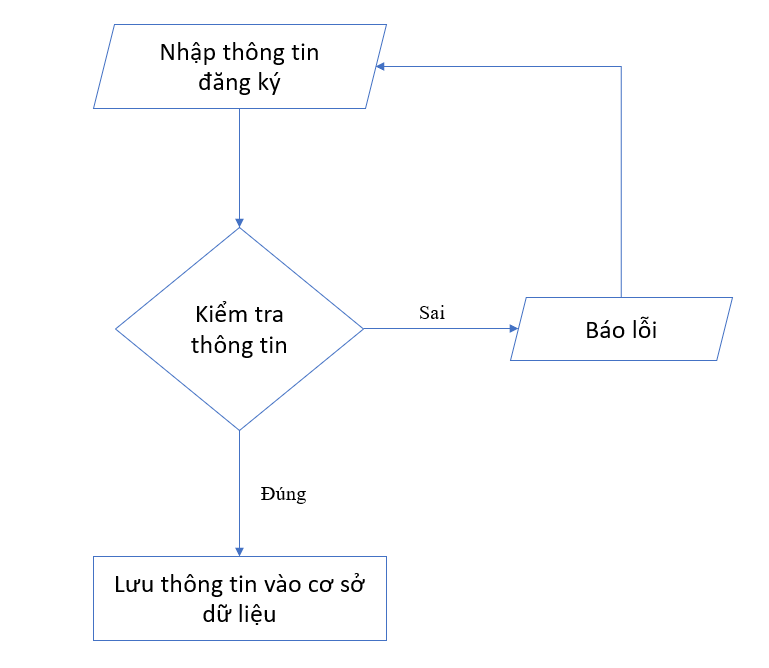 Nhập thông tin
đăng ký
Kiểm tra
thông tin
Sai
Báo lỗi
Đúng
Lưu thông tin vào cơ sở
dữ liệu